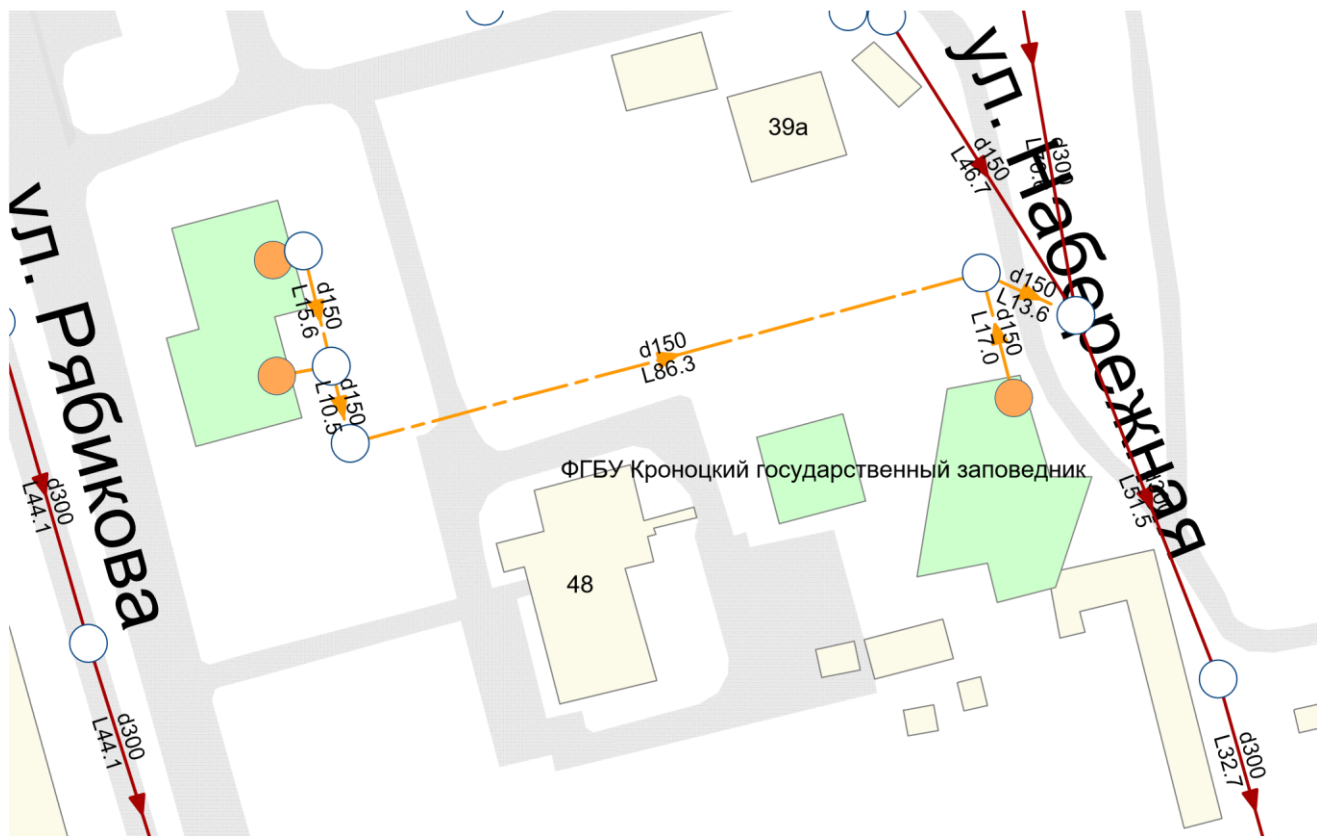 39а
ул. Набережная
d150
L46.7
d300
ул. Рябикова
d150
L15.6
d150
L10.5
d150
L86.3
d150
L13.6
d150
L17.0
ФГБУ Кроноцкий государственный заповедник
48
d300
L44.1
L51.5
d300
L44.1
d300
L32.7